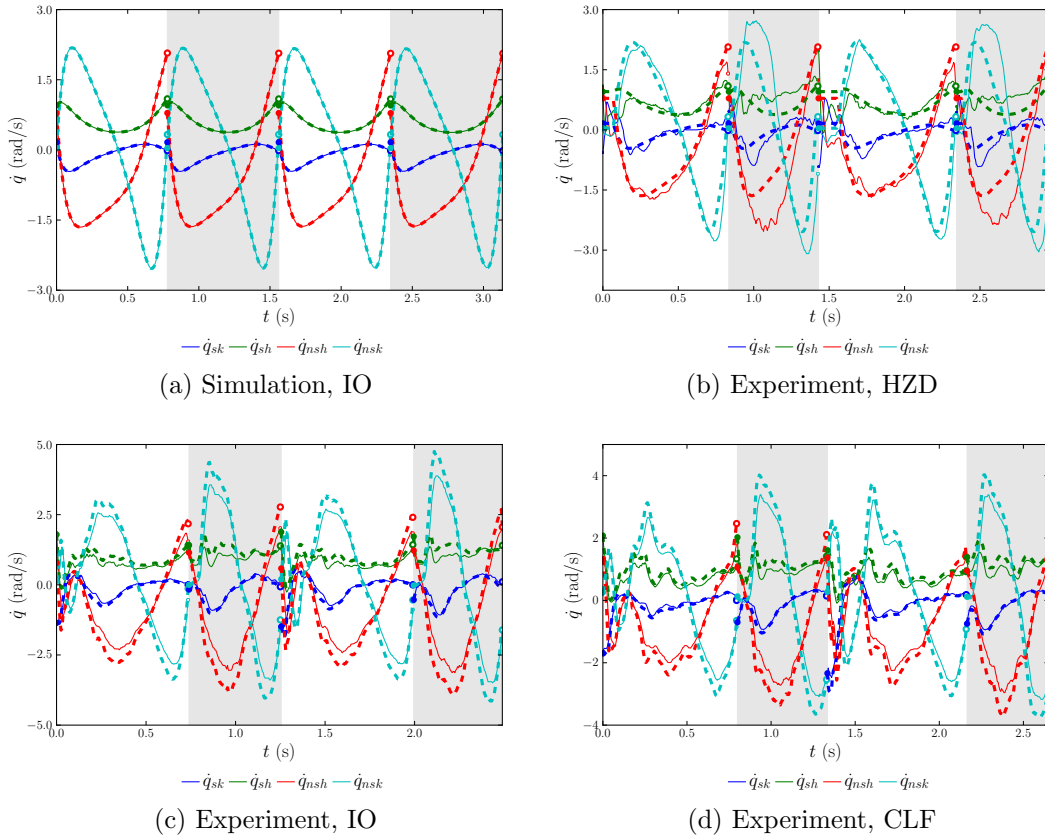 3.0
1.5
0.0
−1.5
−3.0
q̇ (rad/s)
0.0 0.5 1.0 1.5 2.0 2.5 3.0
t (s)
q̇sk q̇sh q̇nsh q̇nsk
(a) Simulation, IO
3.0
1.5
0.0
−1.5
−3.0
q̇ (rad/s)
0.0 0.5 1.0 1.5 2.0 2.5
t (s)
q̇sk q̇sh q̇nsh q̇nsk
(b) Experiment, HZD
5.0
2.5
0.0
−2.5
−5.0
q̇ (rad/s)
0.0 0.5 1.0 1.5 2.0
t (s)
q̇sk q̇sh q̇nsh q̇nsk
(c) Experiment, IO
4
2
0
−2
−4
q̇ (rad/s)
0.0 0.5 1.0 1.5 2.0 2.5
t (s)
q̇sk q̇sh q̇nsh q̇nsk
(d) Experiment, CLF